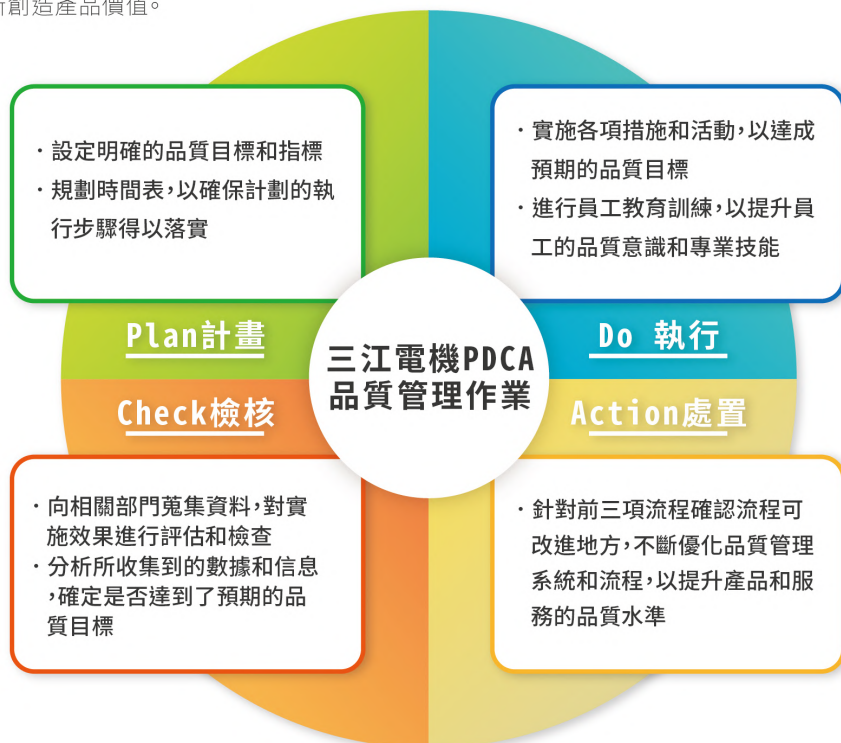 創造產品價值。
・設定明確的品質目標和指標
・規劃時間表,以確保計劃的執
行步驟得以落實
・實施各項措施和活動,以達成
預期的品質目標
・進行員工教育訓練,以提升員
工的品質意識和專業技能
Plan計畫
Do 執行
三江電機PDCA
品質管理作業
Check檢核
Action處置
・向相關部門蒐集資料,對實
施效果進行評估和檢查
・分析所收集到的數據和信息
,確定是否達到了預期的品
質目標
・針對前三項流程確認流程可
改進地方,不斷優化品質管理
系統和流程,以提升產品和服
務的品質水準